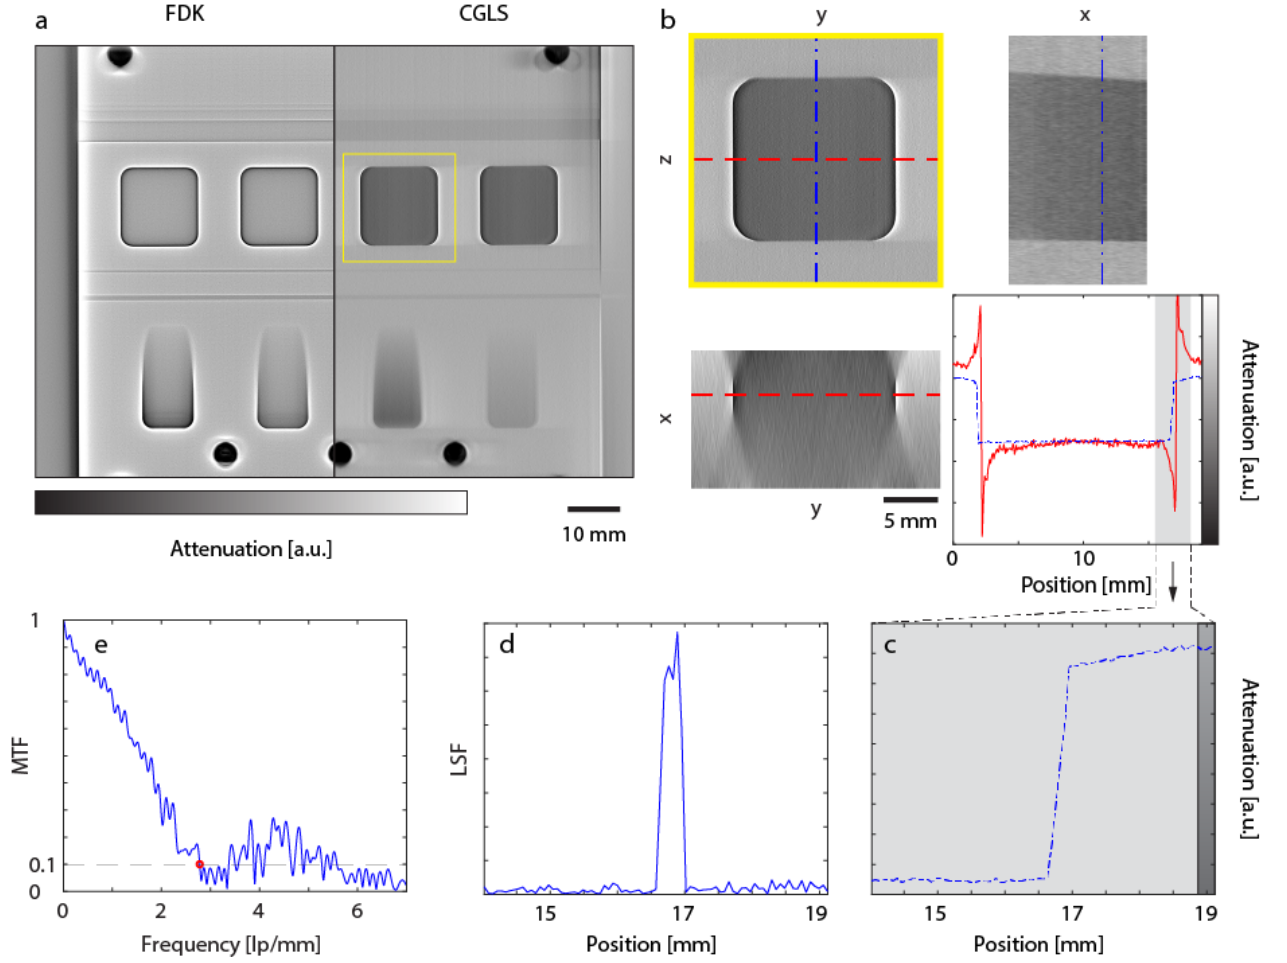 a
FDK
CGLS
b
y
x
z
Attenuation [a.u.]
10 mm
x
y
5 mm
Attenuation [a.u.]
0
10
Position [mm]
1
e
MTF
0.1
0
0
2
4
6
Frequency [lp/mm]
d
LSF
15
17
19
Position [mm]
c
Attenuation [a.u.]
15
17
19
Position [mm]